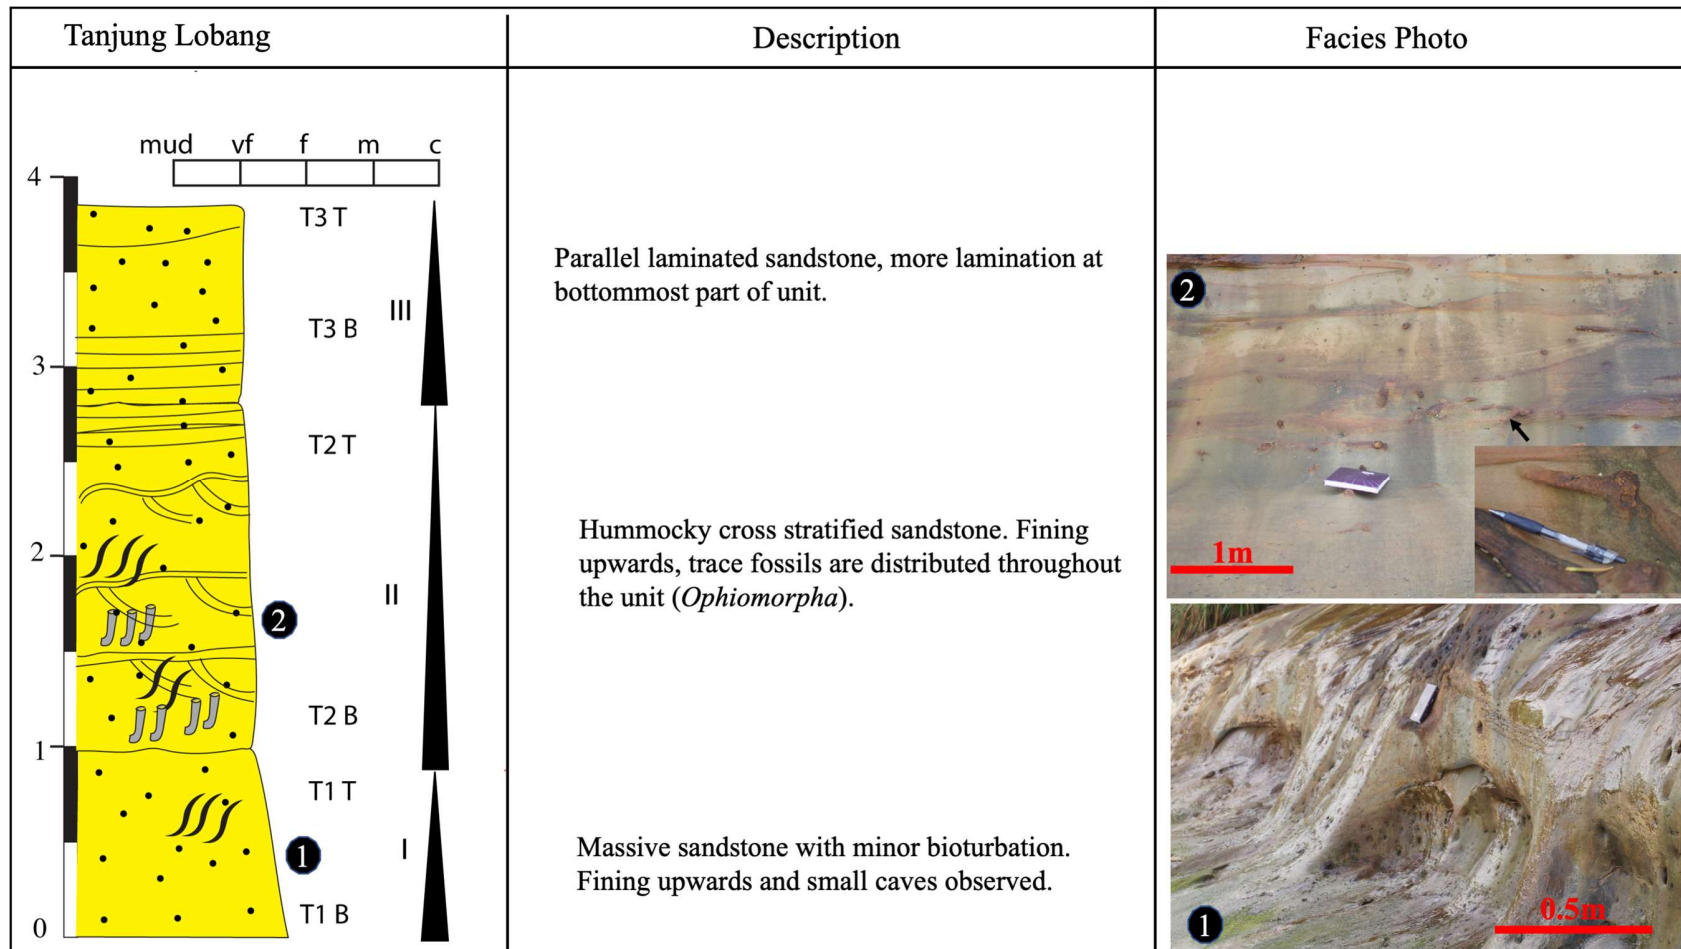 Tanjung Lobang
Description
Facies Photo
mud vf f m c
4
3
2
1
0
T3 T
T3 B
III
T2 T
II
2
T2 B
T1 T
1
I
T1 B
Parallel laminated sandstone, more lamination at
bottommost part of unit.
Hummocky cross stratified sandstone. Fining
upwards, trace fossils are distributed throughout
the unit (Ophiomorpha).
Massive sandstone with minor bioturbation.
Fining upwards and small caves observed.
2
1m
1
0.5m